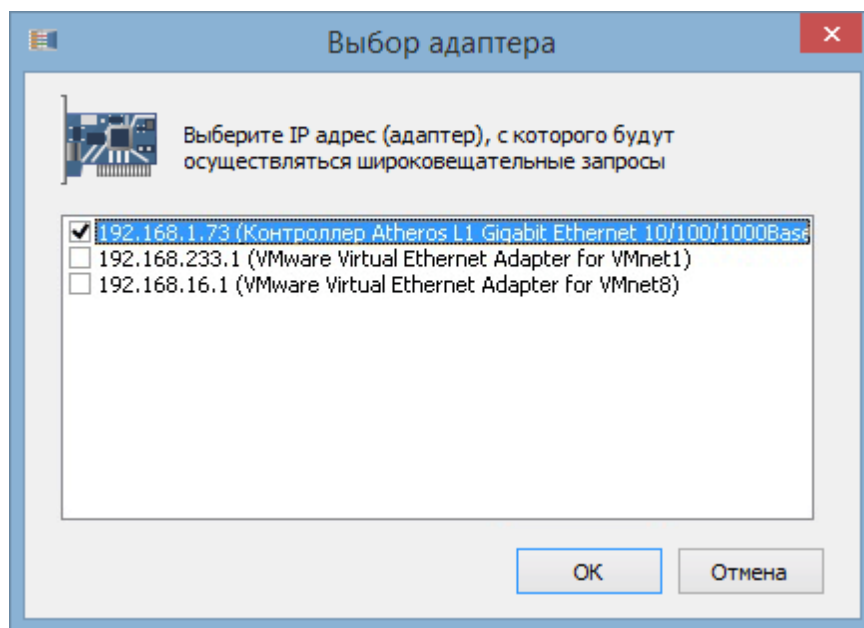 Выбор адаптера
Выберите IP адрес (адаптер), с которого будут
осуществляться широковещательные запросы
192.168.1.73 (Контроллер Atheros L1 Gigabit Ethernet 10/100/1000Base
192.168.233.1 (VMware Virtual Ethernet Adapter for VMnet1)
192.168.16.1 (VMware Virtual Ethernet Adapter for VMnet8)
ОК
Отмена